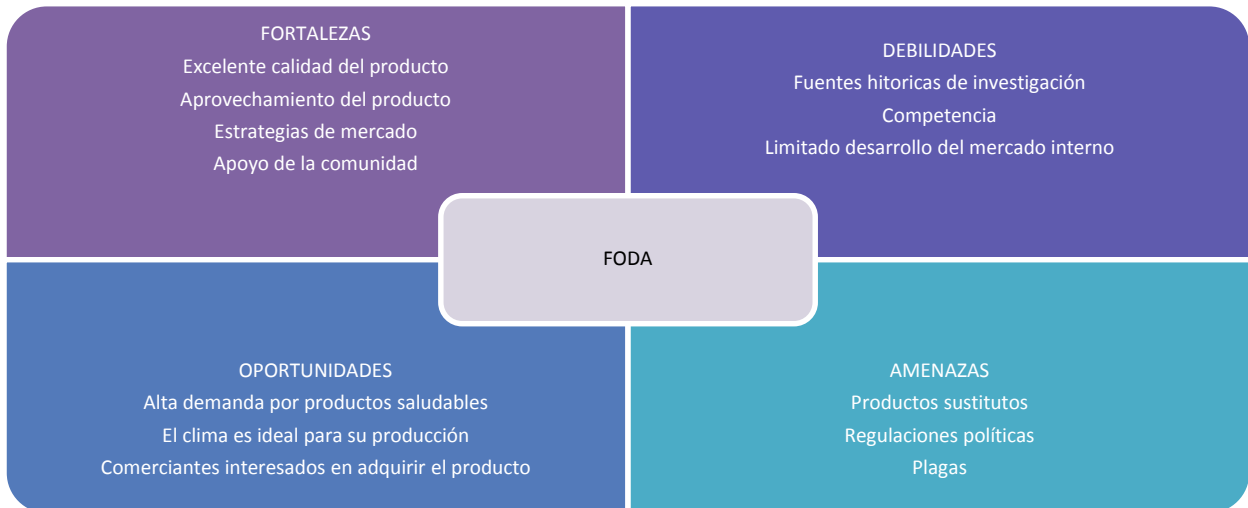 FORTALEZAS
Excelente calidad del producto
Aprovechamiento del producto
Estrategias de mercado
Apoyo de la comunidad
DEBILIDADES
Fuentes hitoricas de investigación
Competencia
Limitado desarrollo del mercado interno
FODA
OPORTUNIDADES
Alta demanda por productos saludables
El clima es ideal para su producción
Comerciantes interesados en adquirir el producto
AMENAZAS
Productos sustitutos
Regulaciones políticas
Plagas